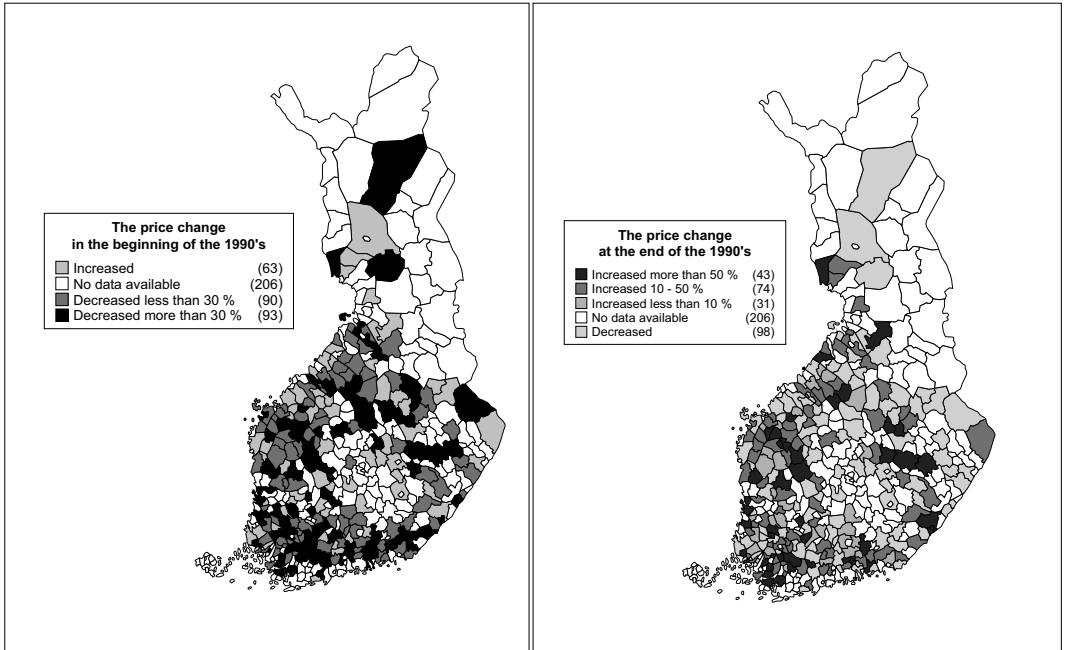 The price change
in the beginning of the 1990's
Increased (63)
No data available (206)
Decreased less than 30 % (90)
Decreased more than 30 % (93)
The price change
at the end of the 1990's
Increased more than 50 % (43)
Increased 10 - 50 % (74)
Increased less than 10 % (31)
No data available (206)
Decreased (98)